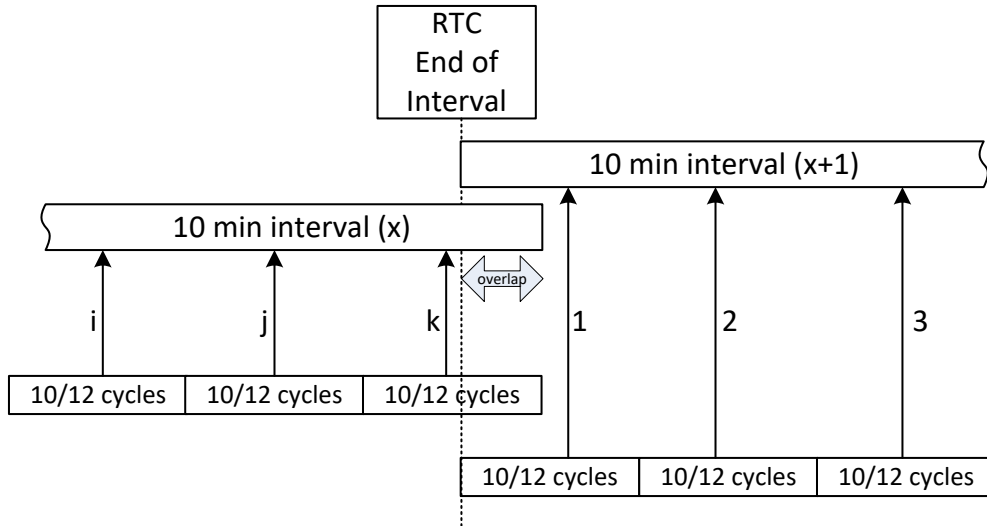 RTC
End of
Interval
10 min interval (x+1)
10 min interval (x)
overlap
i
j
k
1
2
3
10/12 cycles
10/12 cycles
10/12 cycles
10/12 cycles
10/12 cycles
10/12 cycles